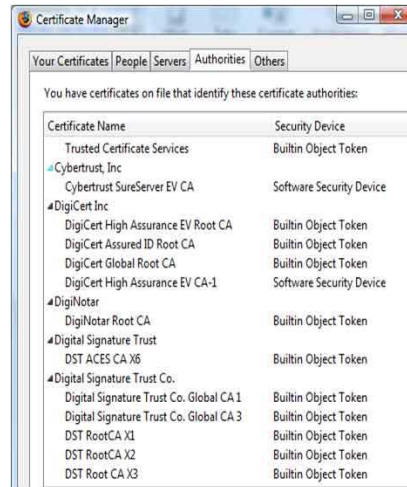 Certificate Manager
Your Certificates People Servers Authorities Others
You have certificates on file that identify these certificate authorities:
Certificate Name Security Device
Trusted Certificate Services Builtin Object Token
Cybertrust, Inc
Cybertrust SureServer EV CA Software Security Device
DigiCert Inc
DigiCert High Assurance EV Root CA Builtin Object Token
DigiCert Assured ID Root CA Builtin Object Token
DigiCert Global Root CA Builtin Object Token
DigiCert High Assurance EV CA-1 Software Security Device
DigiNotar
DigiNotar Root CA Builtin Object Token
Digital Signature Trust
DST ACES CA X6 Builtin Object Token
Digital Signature Trust Co.
Digital Signature Trust Co. Global CA 1 Builtin Object Token
Digital Signature Trust Co. Global CA 3 Builtin Object Token
DST RootCA X1 Builtin Object Token
DST RootCA X2 Builtin Object Token
DST Root CA X3 Builtin Object Token